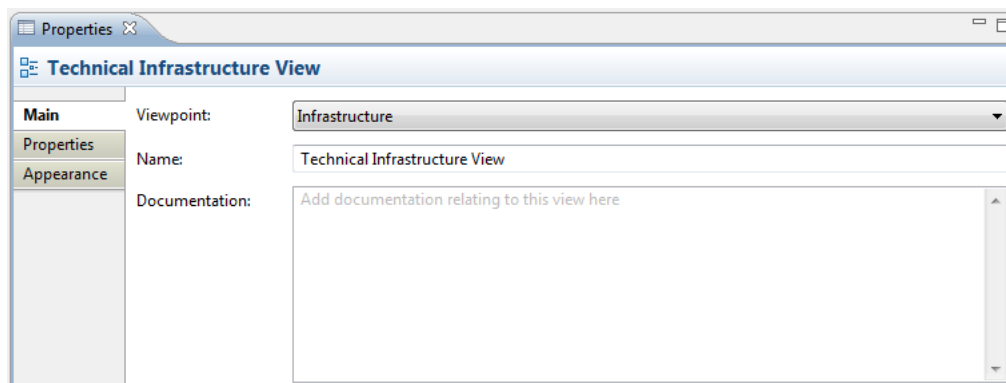 Properties
Technical Infrastructure View
Main
Viewpoint:
Infrastructure
Properties
Name:
Technical Infrastructure View
Appearance
Documentation:
Add documentation relating to this view here